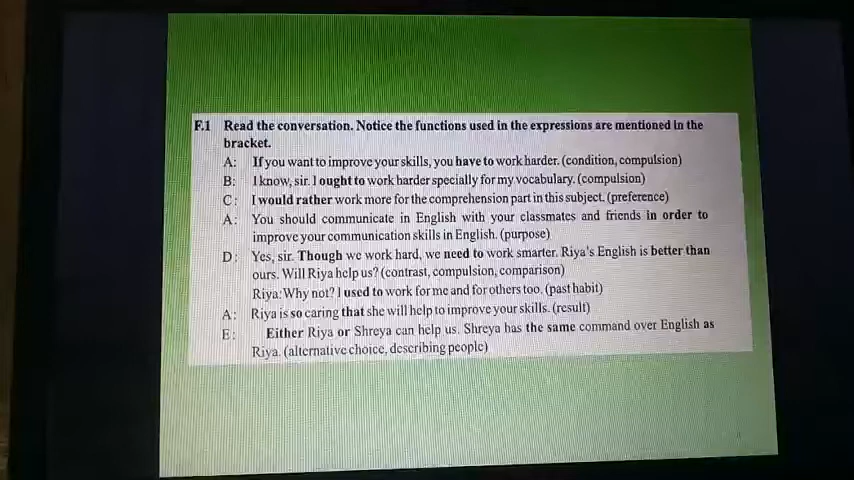 F.1 Read the conversation. Notice the functions used in the expressions are mentioned in the
bracket.
A: If you want to improve your skills, you have to work harder. (condition, compulsion)
B: I know, sir. I ought to work harder specially for my vocabulary. (compulsion)
C: I would rather work more for the comprehension part in this subject. (preference)
A: You should communicate in English with your classmates and friends in order to
improve your communication skills in English. (purpose)
D: Yes, sir. Though we work hard, we need to work smarter. Riya's English is better than
ours. Will Riya help us? (contrast, compulsion, comparison)
Riya: Why not? I used to work for me and for others too. (past habit)
A: Riya is so caring that she will help to improve your skills. (result)
E: Either Riya or Shreya can help us. Shreya has the same command over English as
Riya. (alternative choice, describing people)